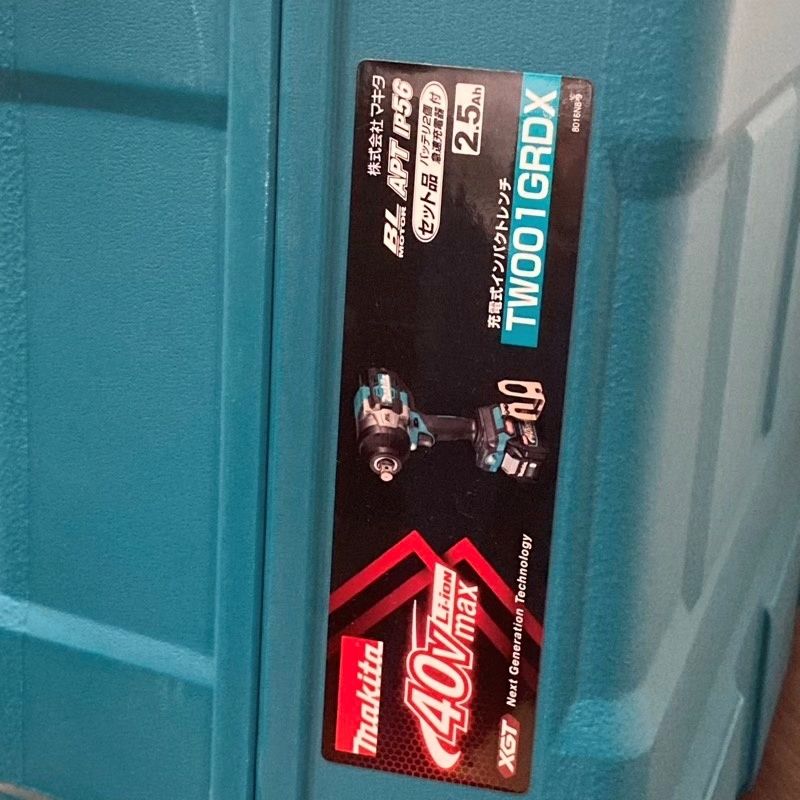 makita
40Vmax
Li-ION
XGT Next Generation Technology
株式会社 マキタ
BL MOTOR APT IP56
セット品 バッテリ2個 急速充電器 付
2.5Ah
充電式インパクトレンチ
TW001GRDX
8016N8-9